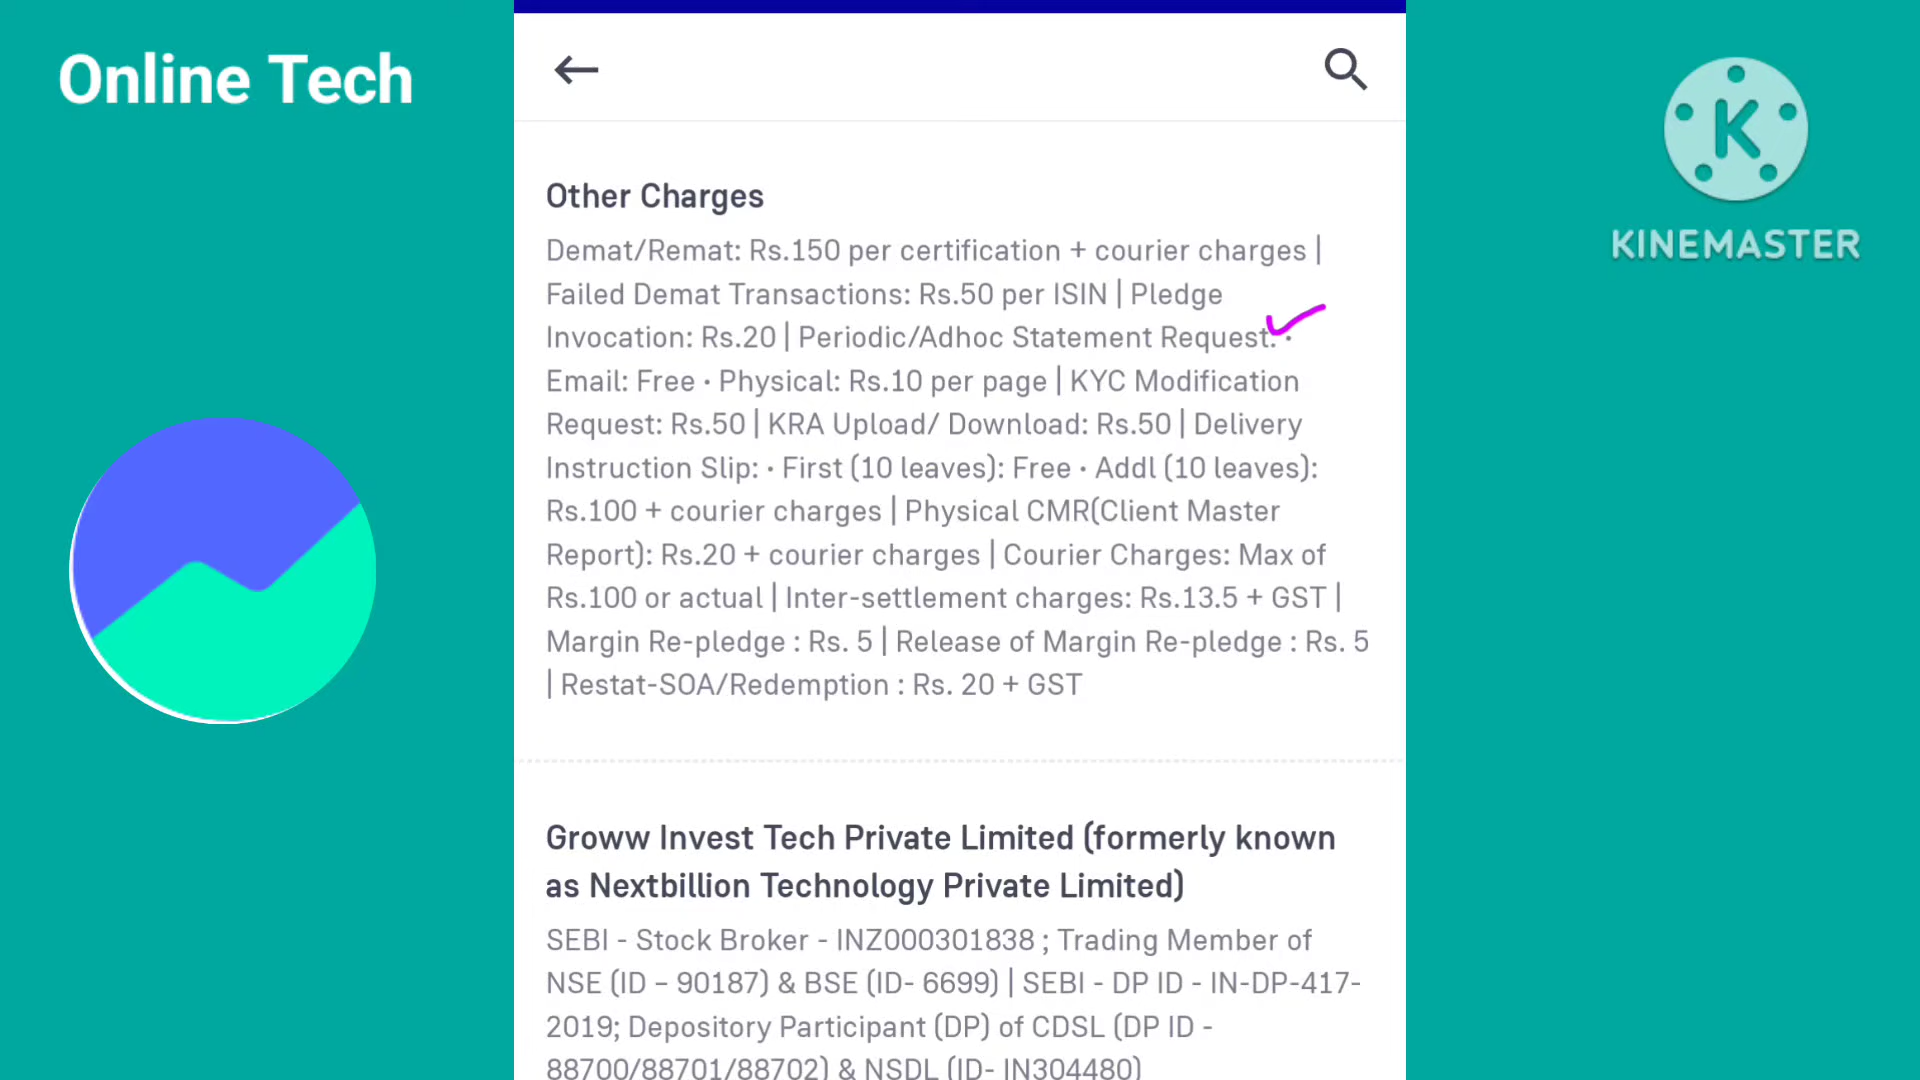 Online Tech
K
KINEMASTER
Other Charges
Demat/Remat: Rs.150 per certification + courier charges |
Failed Demat Transactions: Rs.50 per ISIN | Pledge
Invocation: Rs.20 | Periodic/Adhoc Statement Request: •
Email: Free • Physical: Rs.10 per page | KYC Modification
Request: Rs.50 | KRA Upload/ Download: Rs.50 | Delivery
Instruction Slip: • First (10 leaves): Free • Addl (10 leaves):
Rs.100 + courier charges | Physical CMR(Client Master
Report): Rs.20 + courier charges | Courier Charges: Max of
Rs.100 or actual | Inter-settlement charges: Rs.13.5 + GST |
Margin Re-pledge : Rs. 5 | Release of Margin Re-pledge : Rs. 5
| Restat-SOA/Redemption : Rs. 20 + GST
Groww Invest Tech Private Limited (formerly known
as Nextbillion Technology Private Limited)
SEBI - Stock Broker - INZ000301838 ; Trading Member of
NSE (ID – 90187) & BSE (ID- 6699) | SEBI - DP ID - IN-DP-417-
2019; Depository Participant (DP) of CDSL (DP ID -
88700/88701/88702) & NSDL (ID- IN304480)